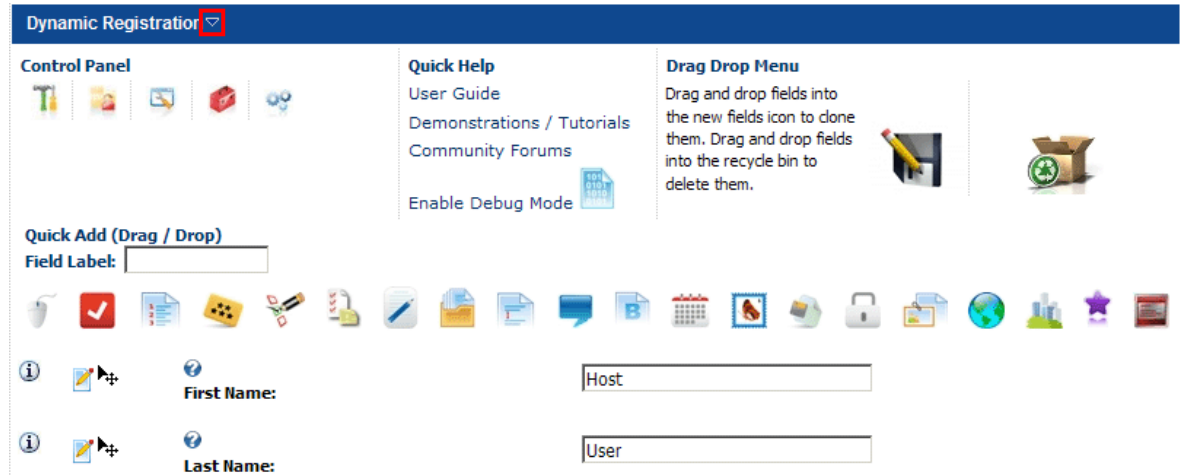 Dynamic Registration
Control Panel
Quick Help
User Guide
Demonstrations / Tutorials
Community Forums
Enable Debug Mode
Drag Drop Menu
Drag and drop fields into
the new fields icon to clone
them. Drag and drop fields
into the recycle bin to
delete them.
Quick Add (Drag / Drop)
Field Label:
First Name:
Host
Last Name:
User